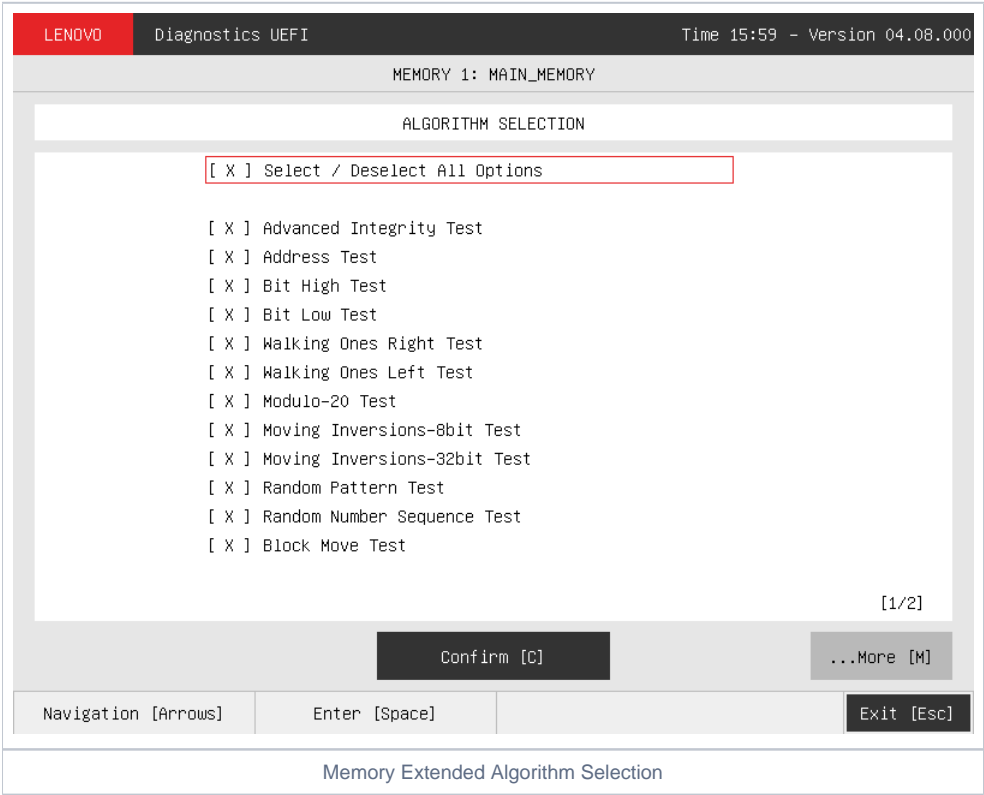 LENOVO Diagnostics UEFI Time 15:59 - Version 04.08.000
MEMORY 1: MAIN_MEMORY
ALGORITHM SELECTION
[ X ] Select / Deselect All Options
[ X ] Advanced Integrity Test
[ X ] Address Test
[ X ] Bit High Test
[ X ] Bit Low Test
[ X ] Walking Ones Right Test
[ X ] Walking Ones Left Test
[ X ] Modulo-20 Test
[ X ] Moving Inversions-8bit Test
[ X ] Moving Inversions-32bit Test
[ X ] Random Pattern Test
[ X ] Random Number Sequence Test
[ X ] Block Move Test
[1/2]
Confirm [C] ...More [M]
Navigation [Arrows] Enter [Space] Exit [Esc]
Memory Extended Algorithm Selection